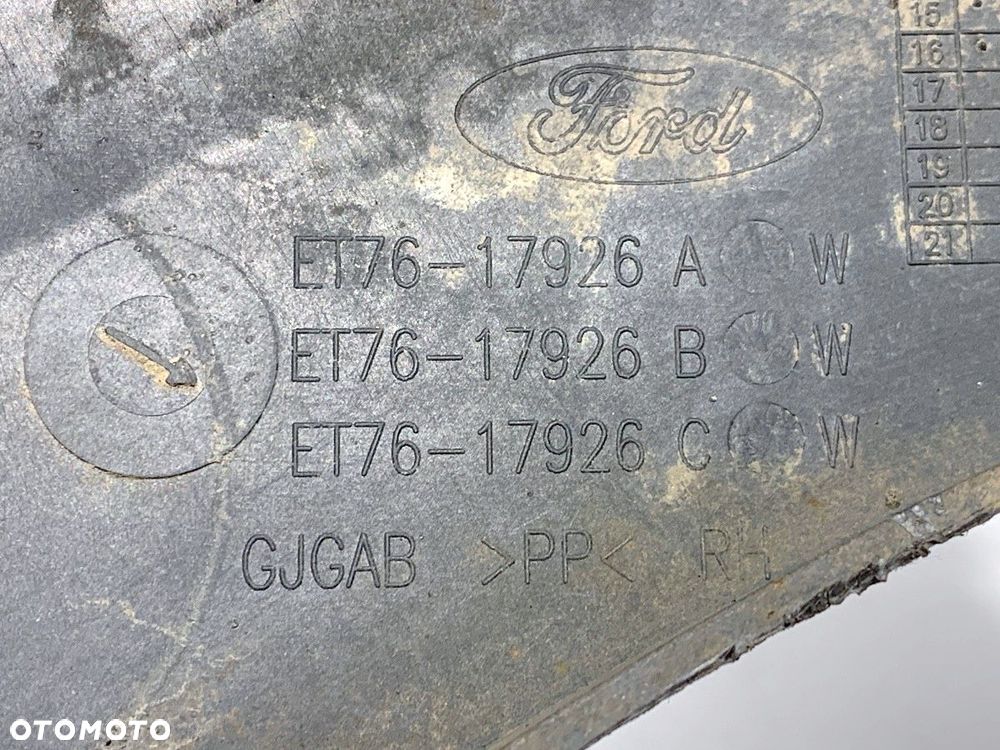 Ford
15
16
17
18
19
20
21
ET76-17926 A W
ET76-17926 B W
ET76-17926 C W
GJGAB >PP< RH
OTOMOTO